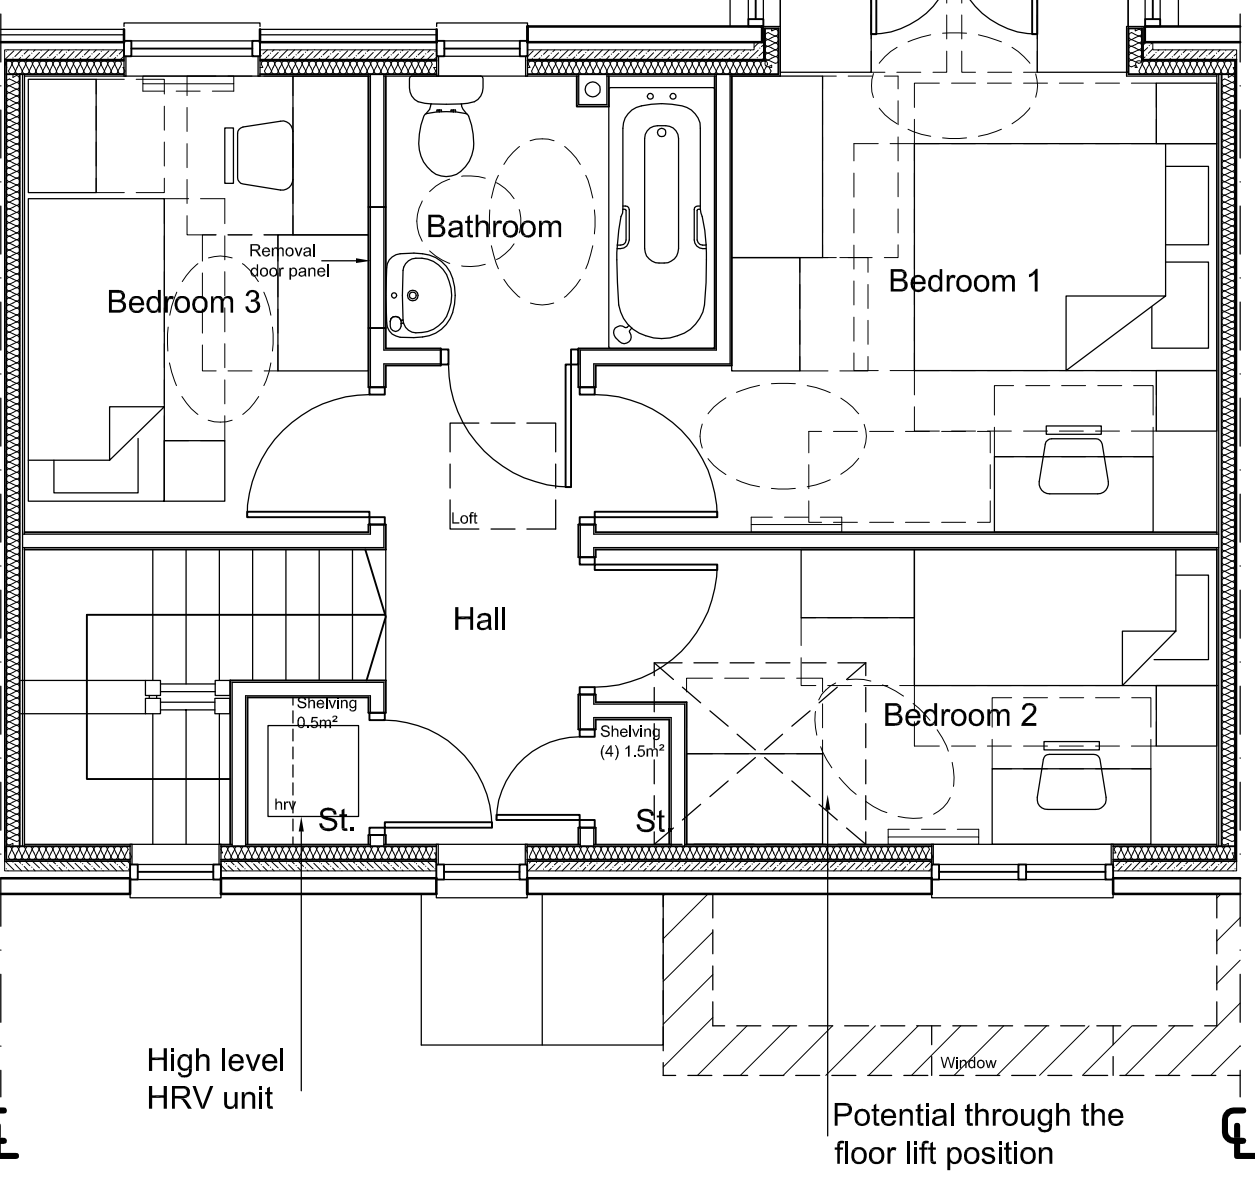 Bathroom
Removal
door panel
Bedroom 3
Bedroom 1
Loft
Hall
Shelving
0.5m²
hrv
St.
Shelving
(4) 1.5m²
St.
Bedroom 2
High level
HRV unit
Window
Potential through the
floor lift position